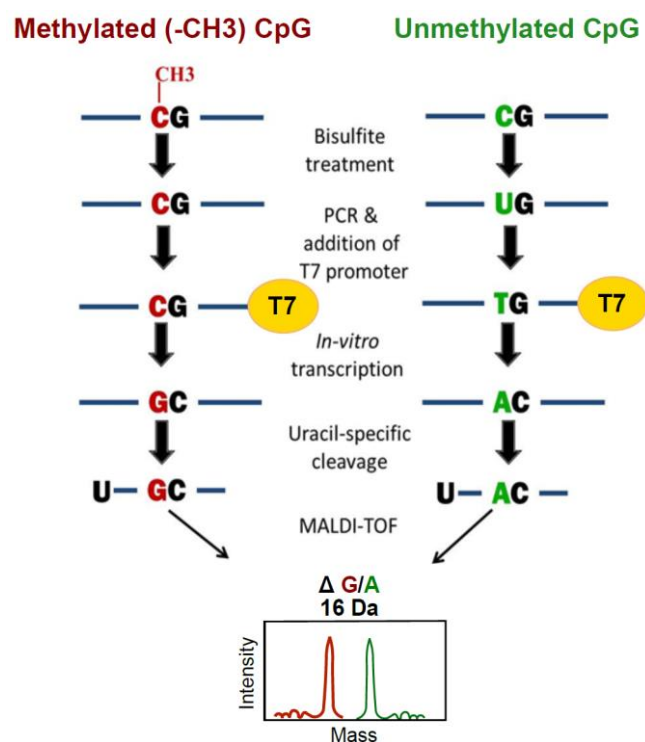 Methylated (-CH3) CpG
Unmethylated CpG
CH3
CG
CG
Bisulfite
treatment
CG
UG
PCR &
addition of
T7 promoter
CG
T7
TG
T7
In-vitro
transcription
GC
AC
Uracil-specific
cleavage
U
GC
U
AC
MALDI-TOF
Δ G/A
16 Da
Intensity
Mass